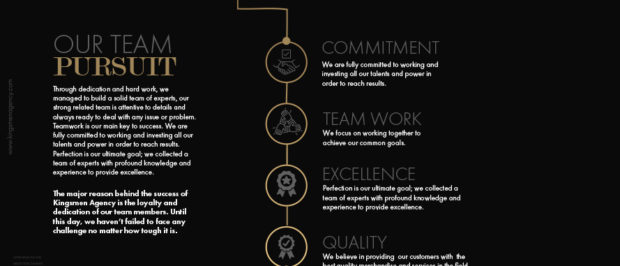 www.kingsmenagency.com
OUR TEAM
PURSUIT
Through dedication and hard work, we
managed to build a solid team of experts, our
strong related team is attentive to details and
always ready to deal with any issue or problem.
Teamwork is our main key to success. We are
fully committed to working and investing all our
talents and power in order to reach results.
Perfection is our ultimate goal; we collected a
team of experts with profound knowledge and
experience to provide excellence.
The major reason behind the success of
Kingsmen Agency is the loyalty and
dedication of our team members. Until
this day, we haven't failed to face any
challenge no matter how tough it is.
COMMITMENT
We are fully committed to working and
investing all our talents and power in
order to reach results.
TEAM WORK
We focus on working together to
achieve our common goals.
EXCELLENCE
Perfection is our ultimate goal; we collected a
team of experts with profound knowledge and
experience to provide excellence.
QUALITY
We believe in providing our customers with the
best quality merchandise and services in the field